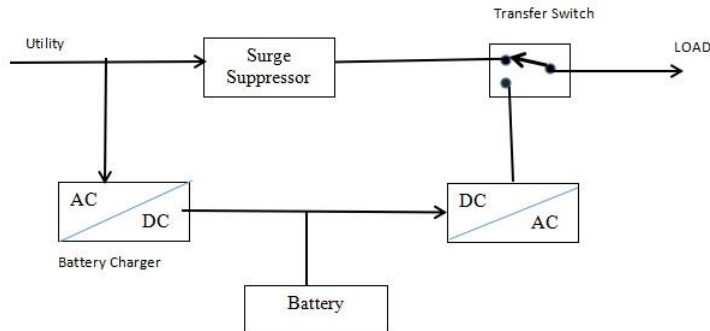 Transfer Switch
Utility
LOAD
Surge
Suppressor
AC
DC
DC
AC
Battery Charger
Battery